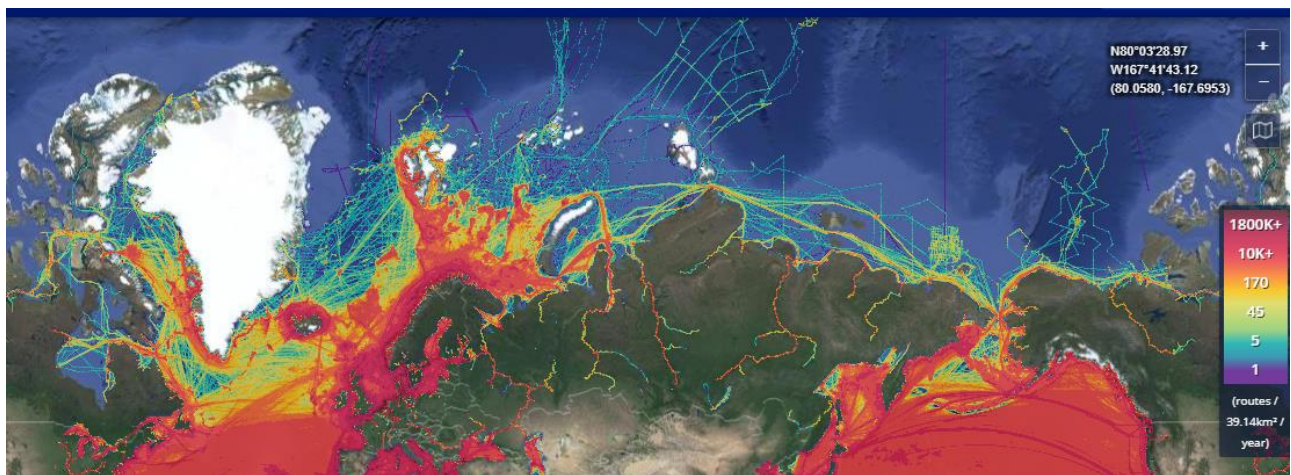 N80°03'28.97
W167°41'43.12
(80.0580, -167.6953)
+
−
1800K+
10K+
170
45
5
1
(routes /
39.14km² /
year)